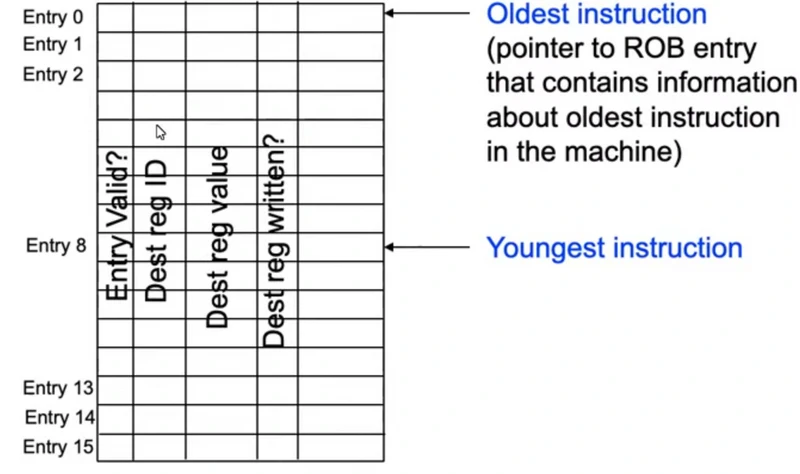 Entry 0
Entry 1
Entry 2
Entry 8
Entry 13
Entry 14
Entry 15
Entry Valid?
Dest reg ID
Dest reg value
Dest reg written?
Oldest instruction
(pointer to ROB entry
that contains information
about oldest instruction
in the machine)
Youngest instruction